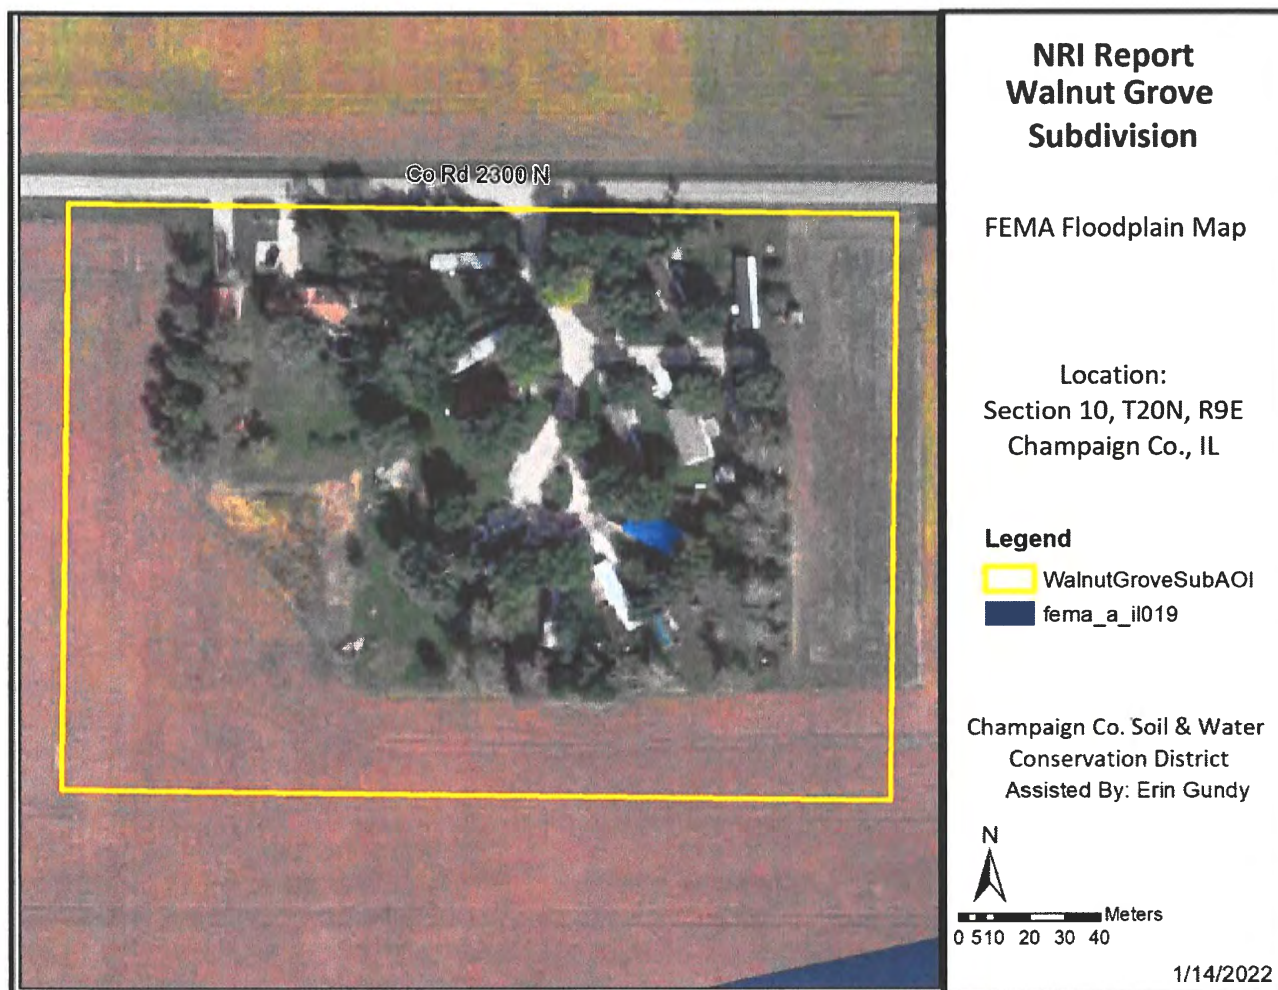 Co Rd 2300 N
NRI Report
Walnut Grove
Subdivision
FEMA Floodplain Map
Location:
Section 10, T20N, R9E
Champaign Co., IL
Legend
WalnutGroveSubAOI
fema_a_il019
Champaign Co. Soil & Water
Conservation District
Assisted By: Erin Gundy
N
Meters
0 510 20 30 40
1/14/2022